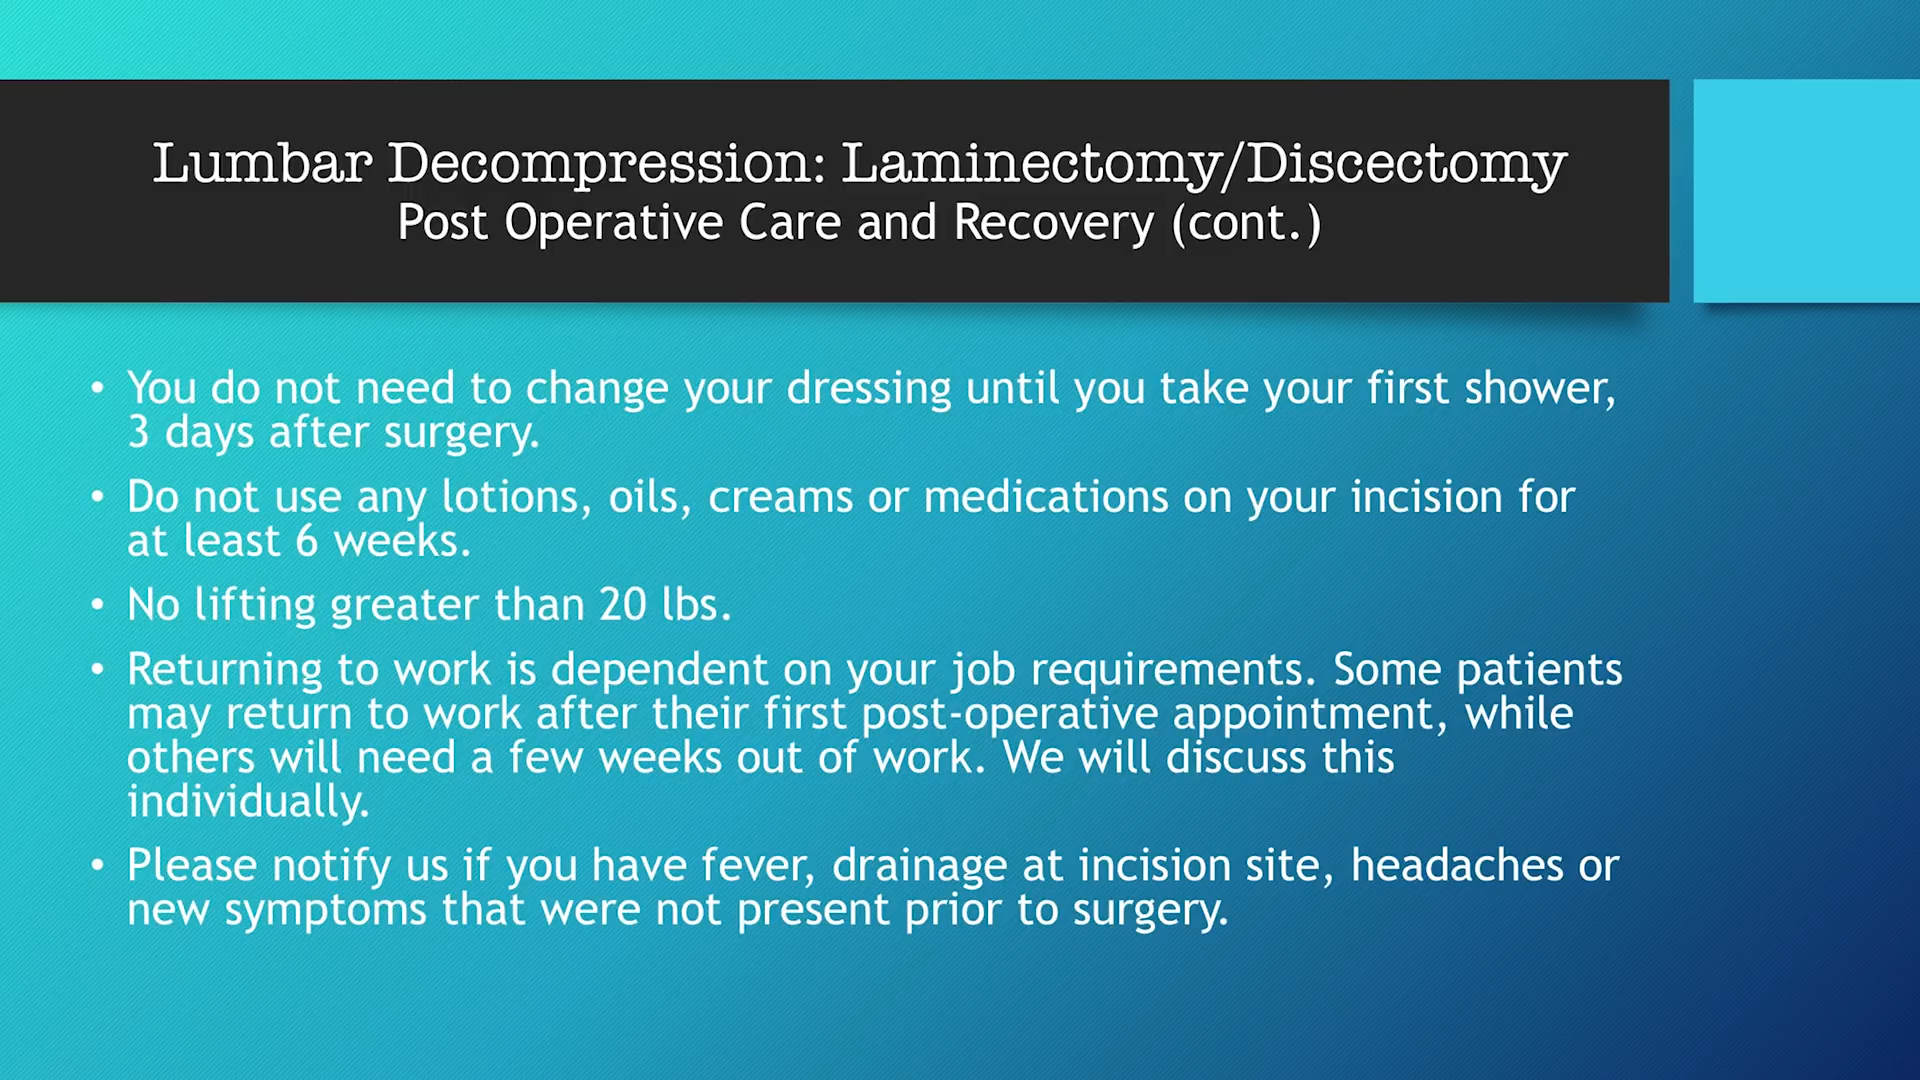 Lumbar Decompression: Laminectomy/Discectomy
Post Operative Care and Recovery (cont.)
• You do not need to change your dressing until you take your first shower,
3 days after surgery.
• Do not use any lotions, oils, creams or medications on your incision for
at least 6 weeks.
• No lifting greater than 20 lbs.
• Returning to work is dependent on your job requirements. Some patients
may return to work after their first post-operative appointment, while
others will need a few weeks out of work. We will discuss this
individually.
• Please notify us if you have fever, drainage at incision site, headaches or
new symptoms that were not present prior to surgery.